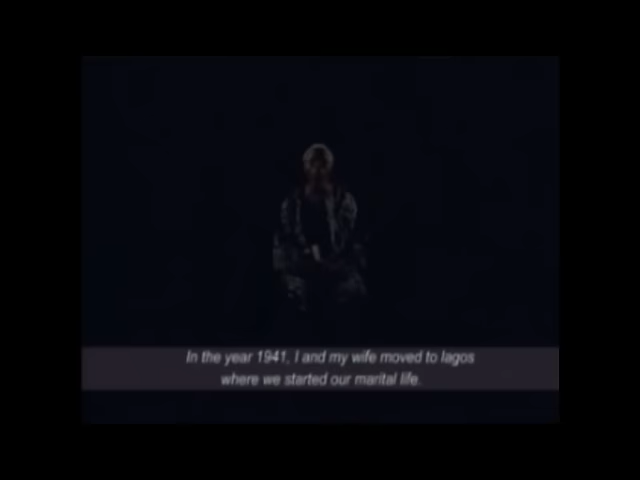 In the year 1941, I and my wife moved to lagos
where we started our marital life.